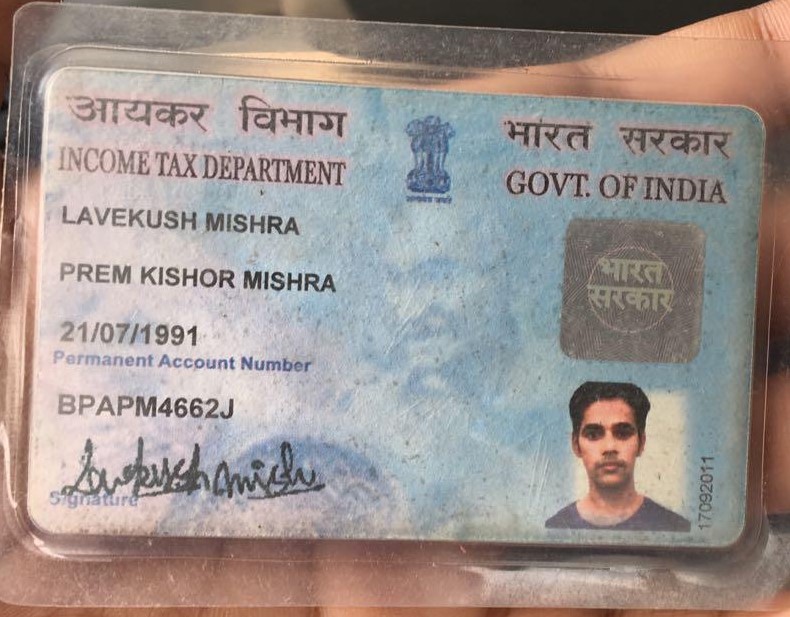 आयकर विभाग
INCOME TAX DEPARTMENT
भारत सरकार
GOVT. OF INDIA
LAVEKUSH MISHRA
PREM KISHOR MISHRA
21/07/1991
Permanent Account Number
BPAPM4662J
Signature
भारत
सरकार
17092011